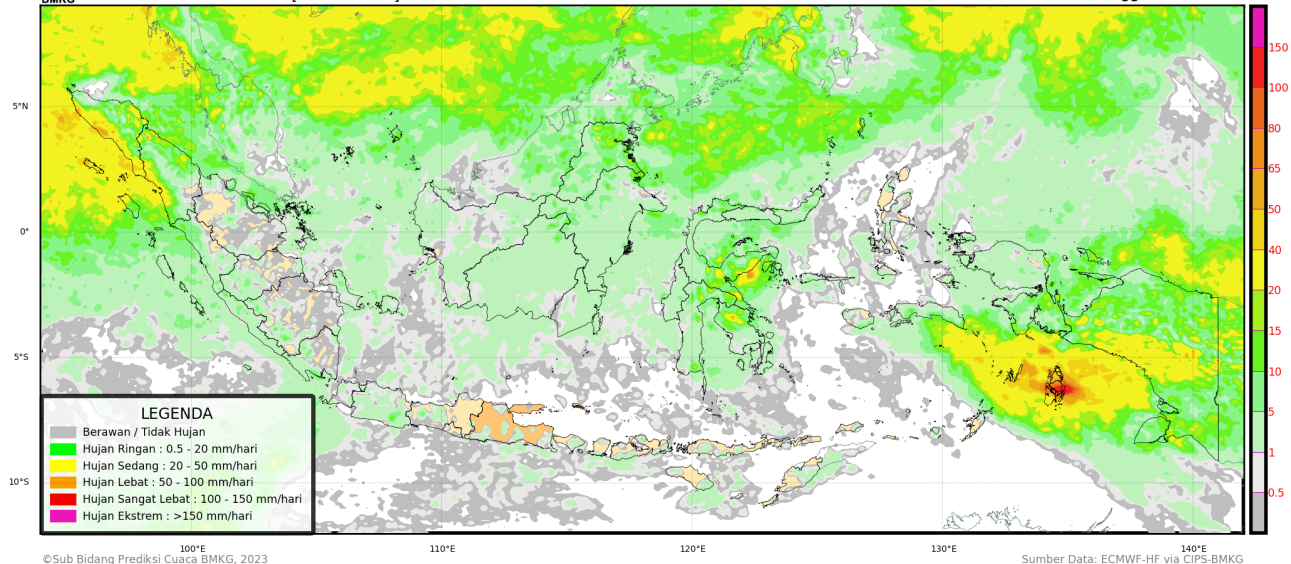 BMKG
5°N
0°
5°S
10°S
LEGENDA
Berawan / Tidak Hujan
Hujan Ringan : 0.5 - 20 mm/hari
Hujan Sedang : 20 - 50 mm/hari
Hujan Lebat : 50 - 100 mm/hari
Hujan Sangat Lebat : 100 - 150 mm/hari
Hujan Ekstrem : >150 mm/hari
100°E
110°E
120°E
130°E
140°E
150
100
80
65
50
40
20
15
10
5
1
0.5
©Sub Bidang Prediksi Cuaca BMKG, 2023
Sumber Data: ECMWF-HF via CIPS-BMKG